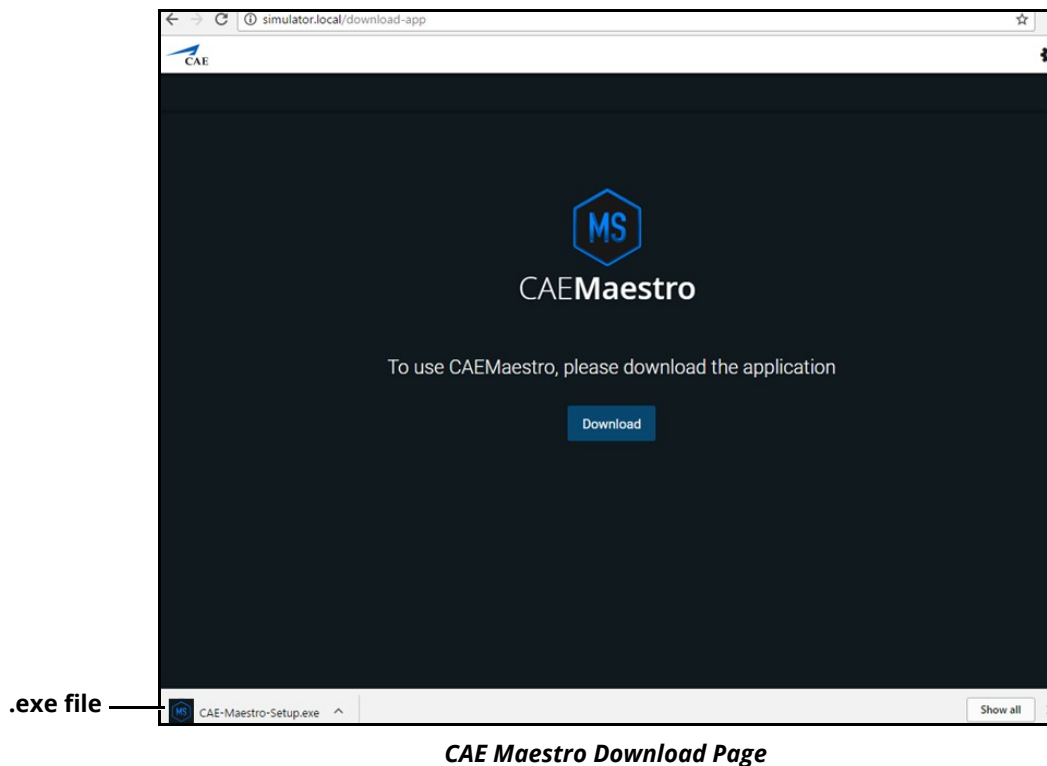 simulator.local/download-app
CAE
MS
CAEMaestro
To use CAEMaestro, please download the application
Download
.exe file
MS CAE-Maestro-Setup.exe
Show all
CAE Maestro Download Page